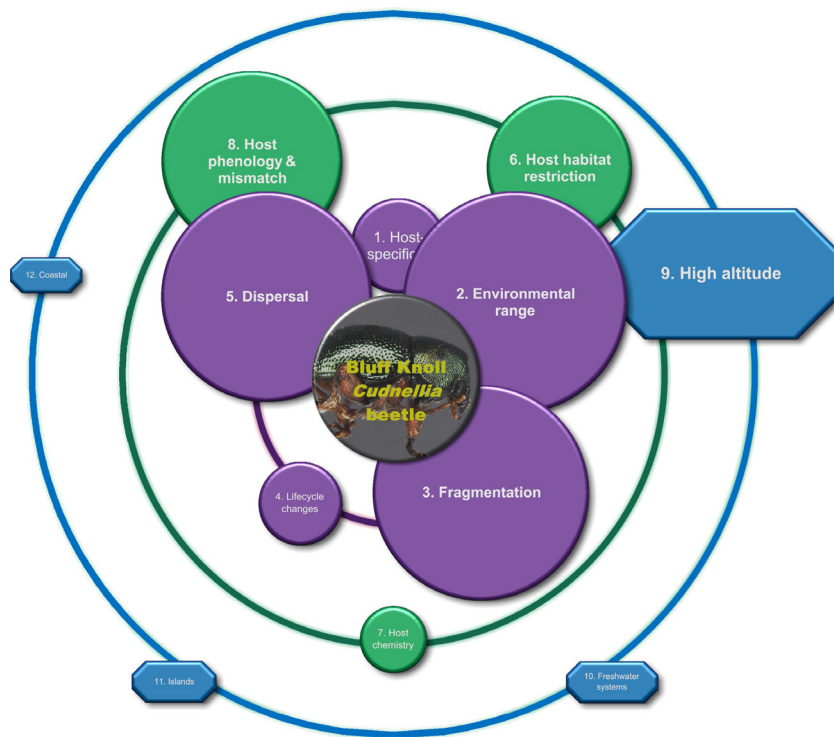 8. Host
phenology &
mismatch
6. Host habitat
restriction
1. Host-
specific
5. Dispersal
2. Environmental
range
9. High altitude
12. Coastal
Bluff Knoll
Cudnellia
beetle
4. Lifecycle
changes
3. Fragmentation
7. Host
chemistry
11. Islands
10. Freshwater
systems